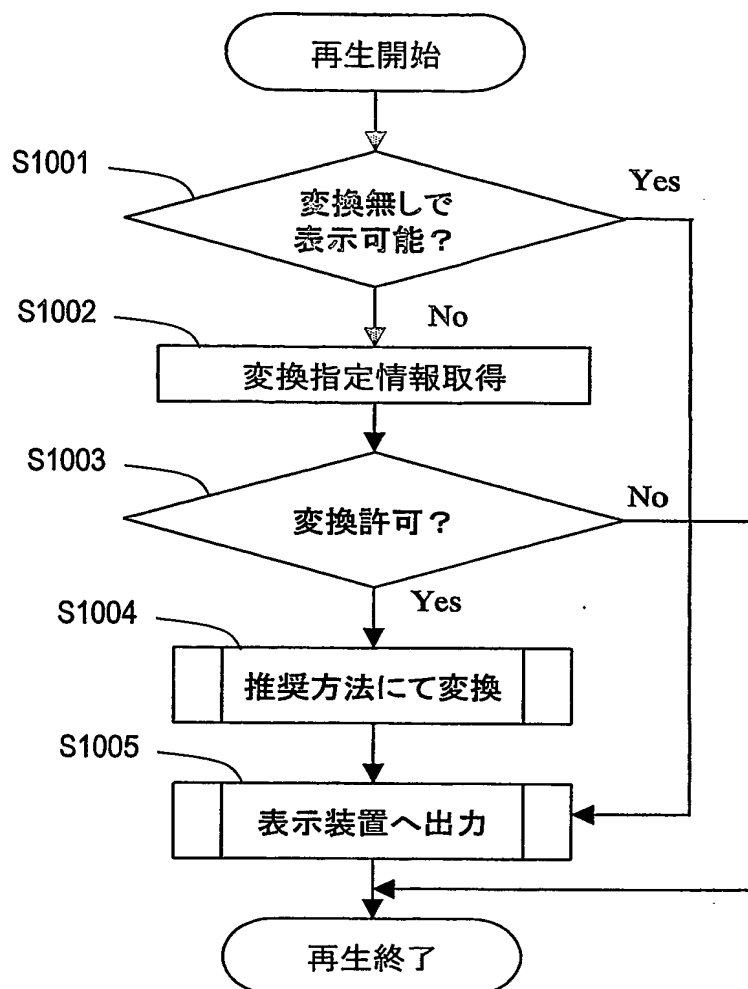 再生開始
S1001
変換無しで
表示可能？
Yes
No
S1002
変換指定情報取得
S1003
変換許可？
No
Yes
S1004
推奨方法にて変換
S1005
表示装置へ出力
再生終了